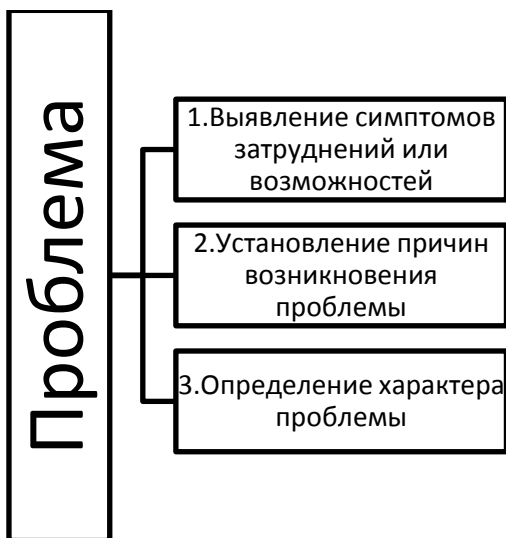 Проблема
1.Выявление симптомов
затруднений или
возможностей
2.Установление причин
возникновения
проблемы
3.Определение характера
проблемы